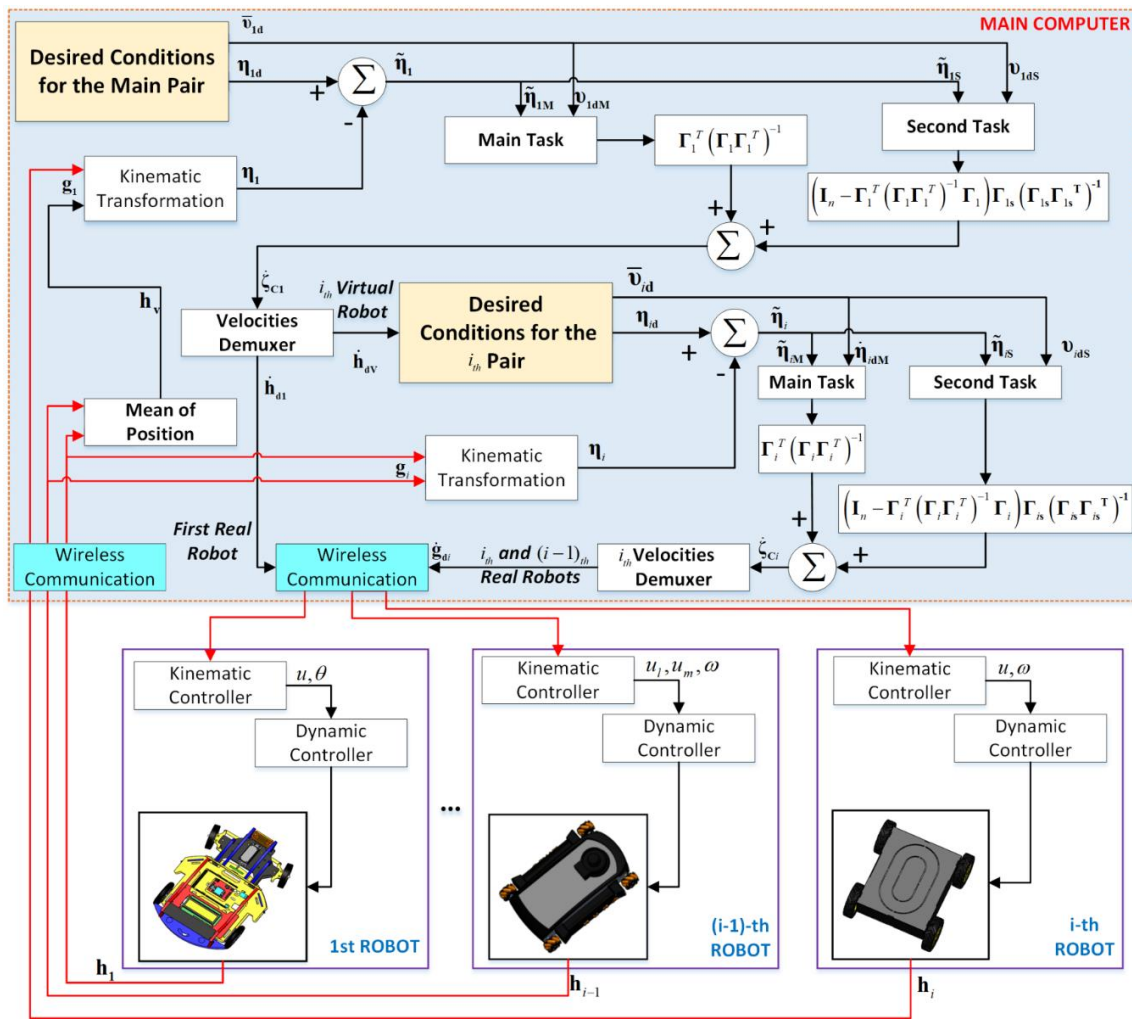 MAIN COMPUTER
ῡ₁d
Desired Conditions
for the Main Pair
η₁d
+
-
Σ
η̃₁
η̃₁M
υ₁dM
η̃₁S
υ₁dS
Main Task
Γ₁ᵀ(Γ₁Γ₁ᵀ)⁻¹
Second Task
(Iₙ − Γ₁ᵀ(Γ₁Γ₁ᵀ)⁻¹Γ₁)Γ₁s(Γ₁sΓ₁sᵀ)⁻¹
g₁
Kinematic
Transformation
η₁
+
+
Σ
ζ̇C1
hv
Velocities
Demuxer
i_th Virtual
Robot
ḣdV
ḣd1
Desired
Conditions for the
i_th Pair
ῡid
ηid
+
-
Σ
η̃i
η̃iM
η̇idM
η̃iS
υidS
Main Task
Second Task
Γiᵀ(ΓiΓiᵀ)⁻¹
(Iₙ − Γiᵀ(ΓiΓiᵀ)⁻¹Γi)Γis(ΓisΓisᵀ)⁻¹
Mean of
Position
gi
Kinematic
Transformation
ηi
+
+
Σ
ζ̇Ci
i_th Velocities
Demuxer
i_th and (i−1)_th
Real Robots
ġdi
First Real
Robot
Wireless
Communication
Wireless
Communication
Kinematic
Controller
u, θ
Dynamic
Controller
1st ROBOT
h₁
...
Kinematic
Controller
uₗ, uₘ, ω
Dynamic
Controller
(i-1)-th
ROBOT
hi−1
Kinematic
Controller
u, ω
Dynamic
Controller
i-th
ROBOT
hi